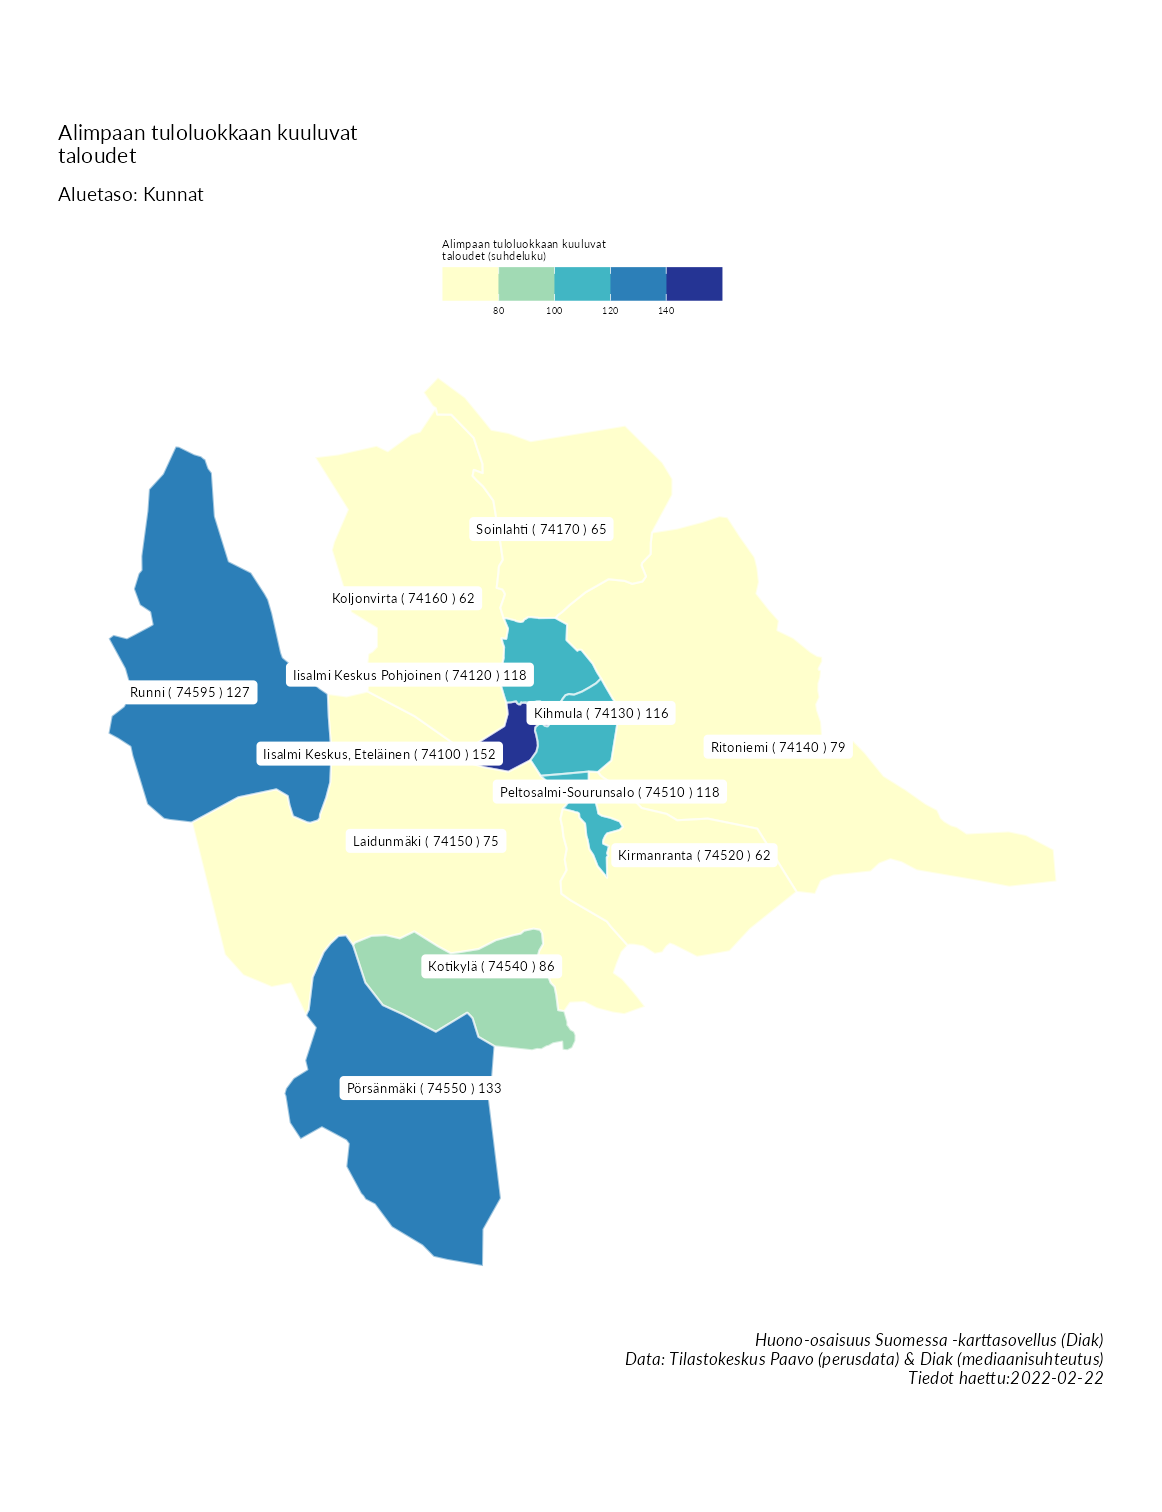 Alimpaan tuloluokkaan kuuluvat
taloudet
Aluetaso: Kunnat
Alimpaan tuloluokkaan kuuluvat
taloudet (suhdeluku)
80 100 120 140
Soinlahti ( 74170 ) 65
Koljonvirta ( 74160 ) 62
Iisalmi Keskus Pohjoinen ( 74120 ) 118
Runni ( 74595 ) 127
Kihmula ( 74130 ) 116
Ritoniemi ( 74140 ) 79
Iisalmi Keskus, Eteläinen ( 74100 ) 152
Peltosalmi-Sourunsalo ( 74510 ) 118
Laidunmäki ( 74150 ) 75
Kirmanranta ( 74520 ) 62
Kotikylä ( 74540 ) 86
Pörsänmäki ( 74550 ) 133
Huono-osaisuus Suomessa -karttasovellus (Diak)
Data: Tilastokeskus Paavo (perusdata) & Diak (mediaanisuhteutus)
Tiedot haettu:2022-02-22